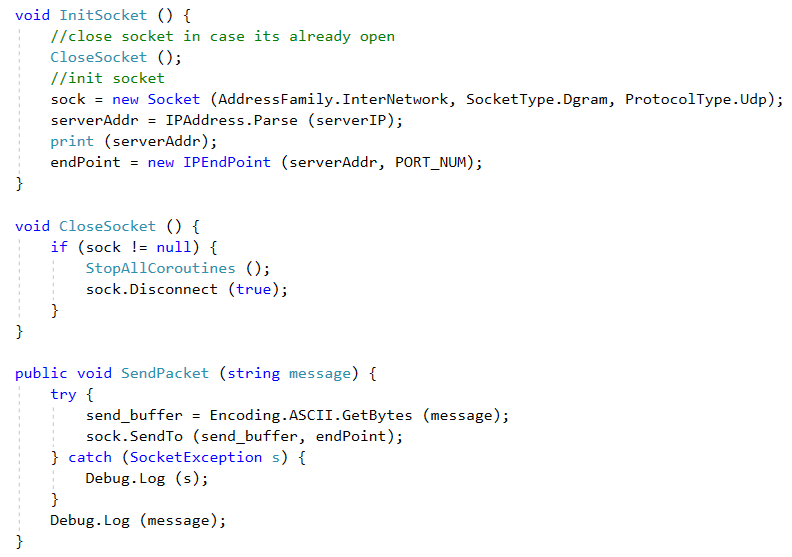 void InitSocket () {
    //close socket in case its already open
    CloseSocket ();
    //init socket
    sock = new Socket (AddressFamily.InterNetwork, SocketType.Dgram, ProtocolType.Udp);
    serverAddr = IPAddress.Parse (serverIP);
    print (serverAddr);
    endPoint = new IPEndPoint (serverAddr, PORT_NUM);
}

void CloseSocket () {
    if (sock != null) {
        StopAllCoroutines ();
        sock.Disconnect (true);
    }
}

public void SendPacket (string message) {
    try {
        send_buffer = Encoding.ASCII.GetBytes (message);
        sock.SendTo (send_buffer, endPoint);
    } catch (SocketException s) {
        Debug.Log (s);
    }
    Debug.Log (message);
}